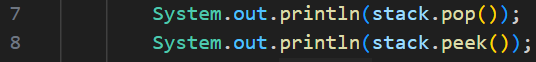 7 System.out.println(stack.pop());
8 System.out.println(stack.peek());